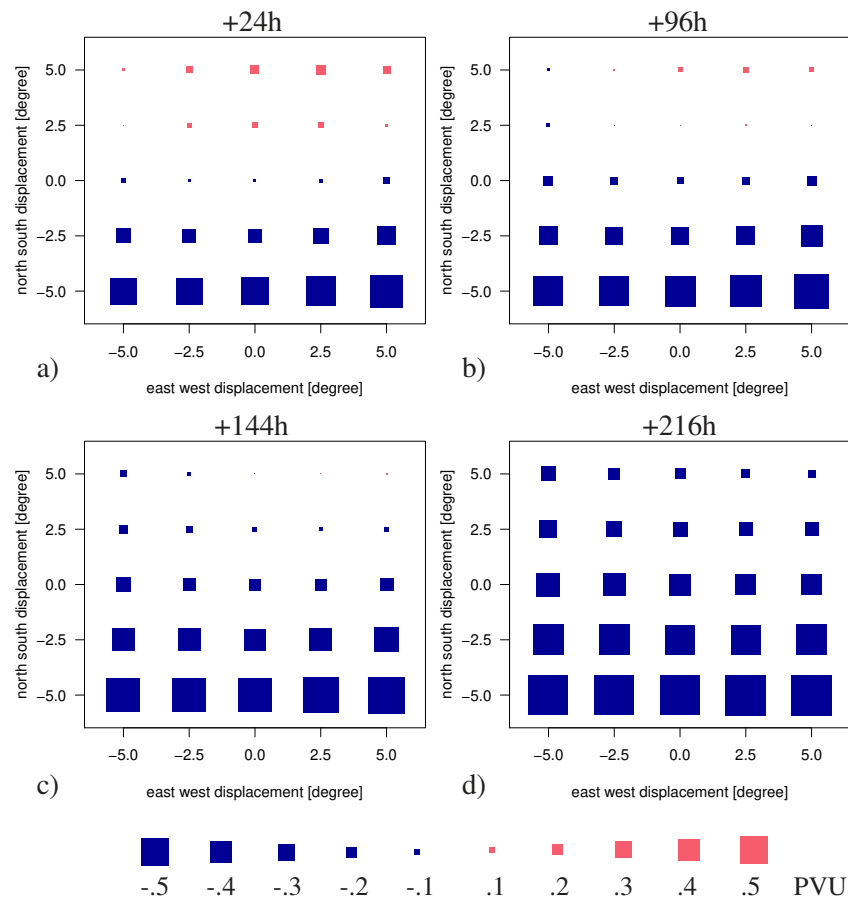 +24h
+96h
5.0
2.5
0.0
−2.5
−5.0
north south displacement [degree]
−5.0 −2.5 0.0 2.5 5.0
east west displacement [degree]
a)
5.0
2.5
0.0
−2.5
−5.0
north south displacement [degree]
−5.0 −2.5 0.0 2.5 5.0
east west displacement [degree]
b)
+144h
+216h
5.0
2.5
0.0
−2.5
−5.0
north south displacement [degree]
−5.0 −2.5 0.0 2.5 5.0
east west displacement [degree]
c)
5.0
2.5
0.0
−2.5
−5.0
north south displacement [degree]
−5.0 −2.5 0.0 2.5 5.0
east west displacement [degree]
d)
-.5 -.4 -.3 -.2 -.1 .1 .2 .3 .4 .5 PVU